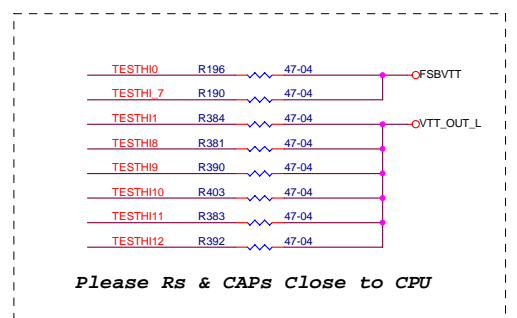 TESTHI0 R196 47-04 FSBVTT
TESTHI_7 R190 47-04
TESTHI1 R384 47-04 VTT_OUT_L
TESTHI8 R381 47-04
TESTHI9 R390 47-04
TESTHI10 R403 47-04
TESTHI11 R383 47-04
TESTHI12 R392 47-04
Please Rs & CAPs Close to CPU